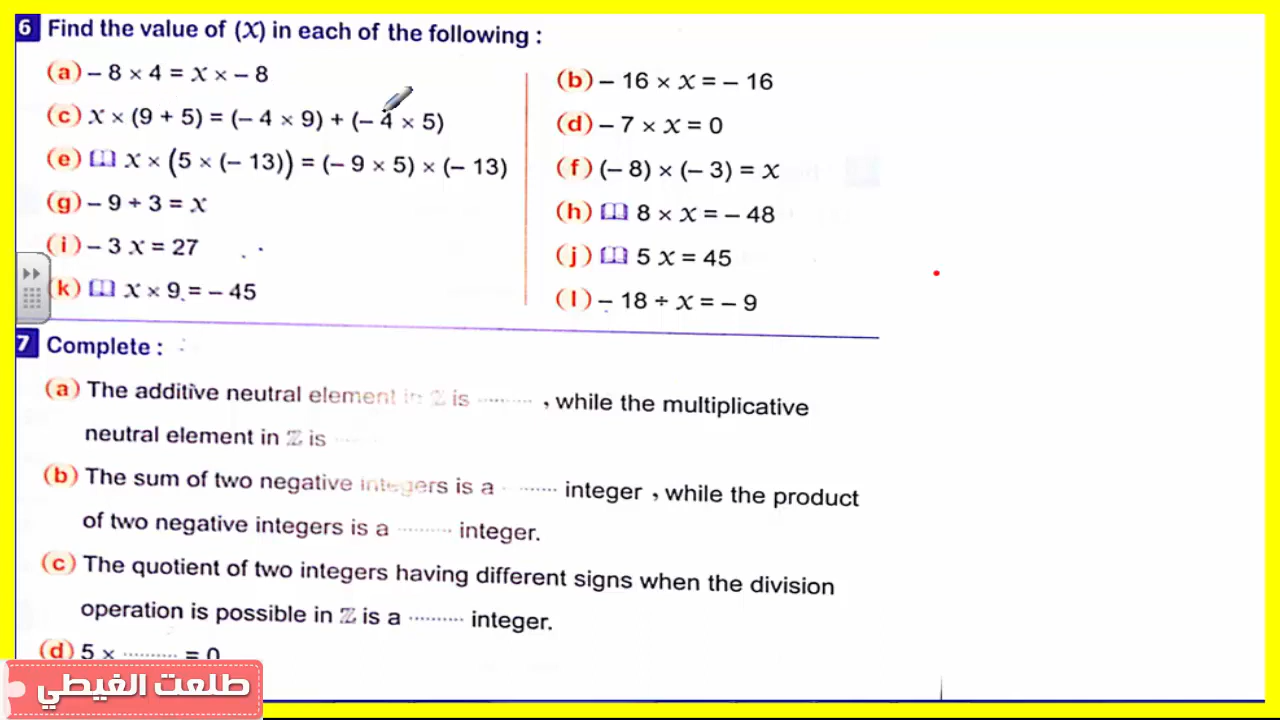 6 Find the value of (X) in each of the following :
(a) – 8 × 4 = X × – 8
(b) – 16 × X = – 16
(c) X × (9 + 5) = (– 4 × 9) + (– 4 × 5)
(d) – 7 × X = 0
(e) X × (5 × (– 13)) = (– 9 × 5) × (– 13)
(f) (– 8) × (– 3) = X
(g) – 9 ÷ 3 = X
(h) 8 × X = – 48
(i) – 3 X = 27
(j) 5 X = 45
(k) X × 9 = – 45
(l) – 18 ÷ X = – 9
7 Complete :
(a) The additive neutral element in ℤ is ········· , while the multiplicative
neutral element in ℤ is ·········
(b) The sum of two negative integers is a ········· integer , while the product
of two negative integers is a ········· integer.
(c) The quotient of two integers having different signs when the division
operation is possible in ℤ is a ········· integer.
(d) 5 × ········· = 0
طلعت الغيطي